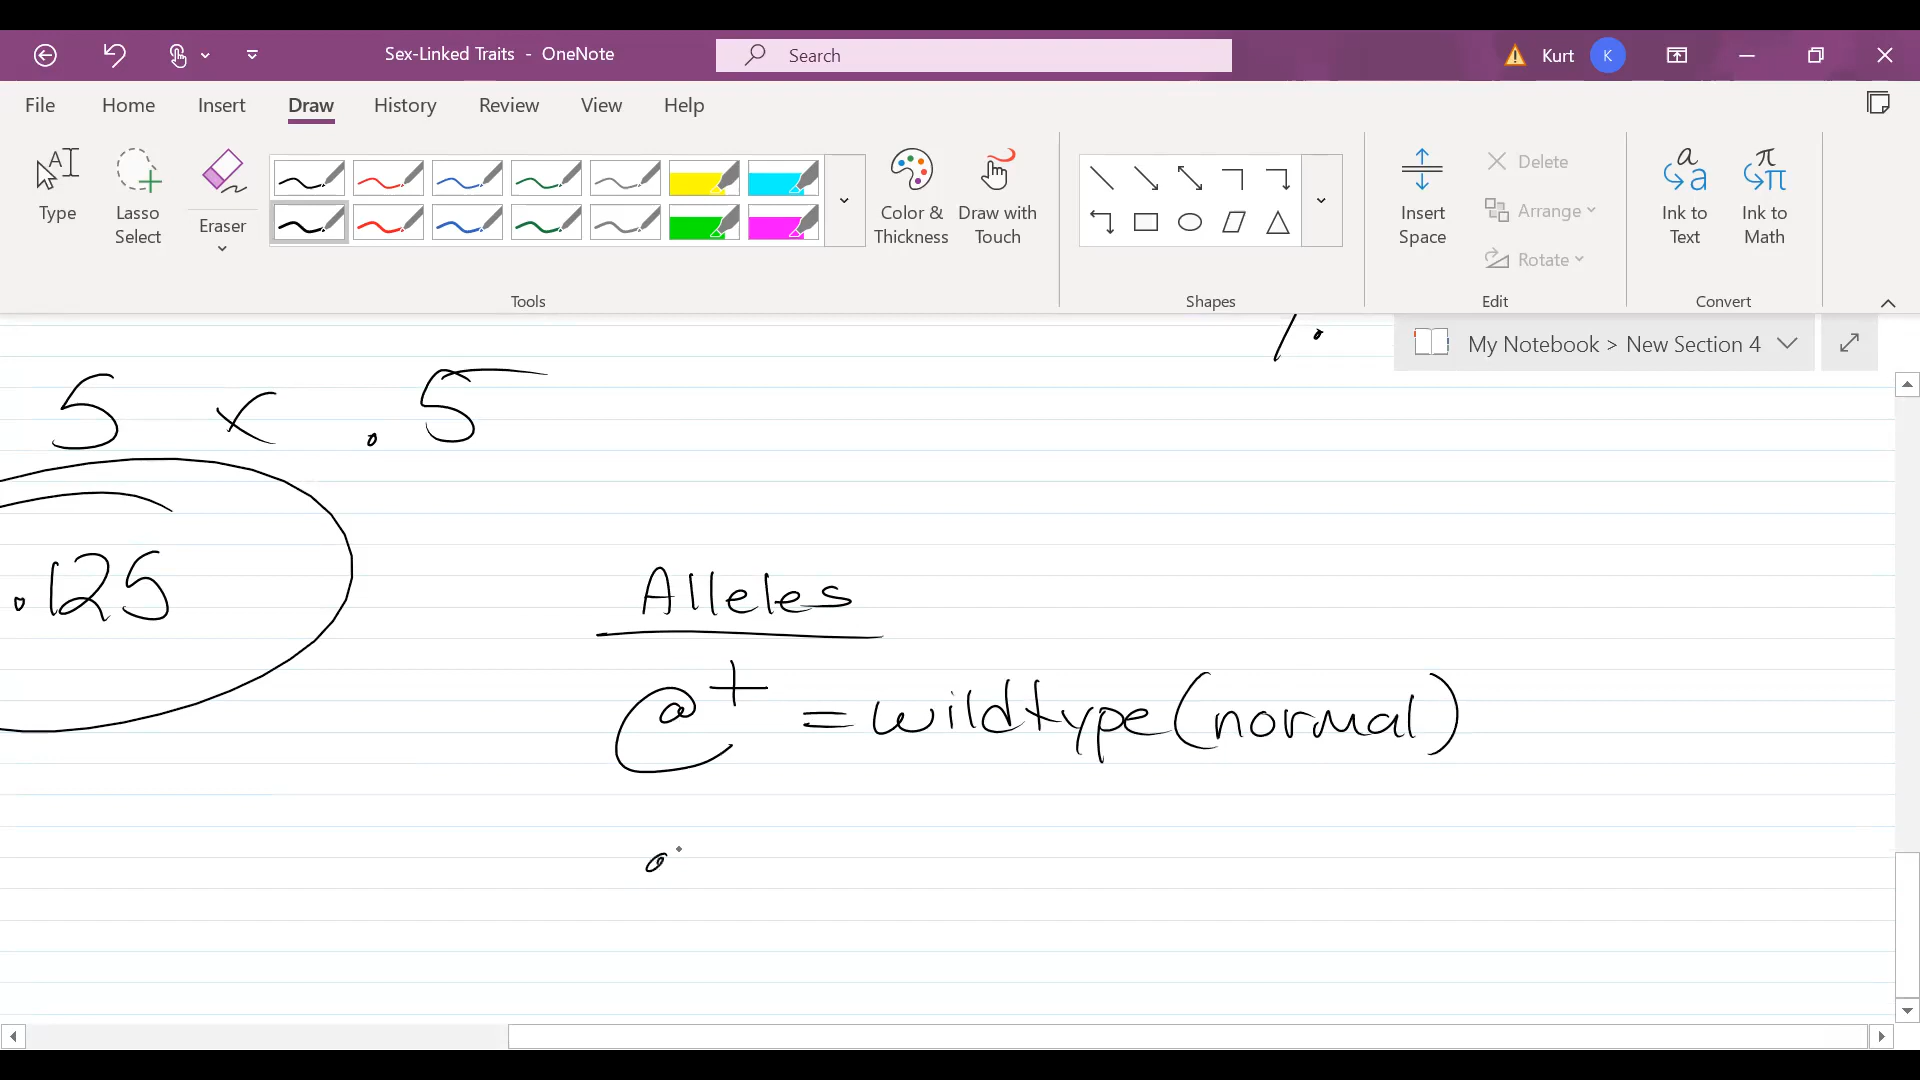 Sex-Linked Traits - OneNote
Search
Kurt
K
File Home Insert Draw History Review View Help
Type
Lasso Select
Eraser
Color & Thickness
Draw with Touch
Insert Space
Delete
Arrange
Rotate
Ink to Text
Ink to Math
Tools
Shapes
Edit
Convert
My Notebook > New Section 4
5 x .5
.125
Alleles
@+ = wildtype (normal)